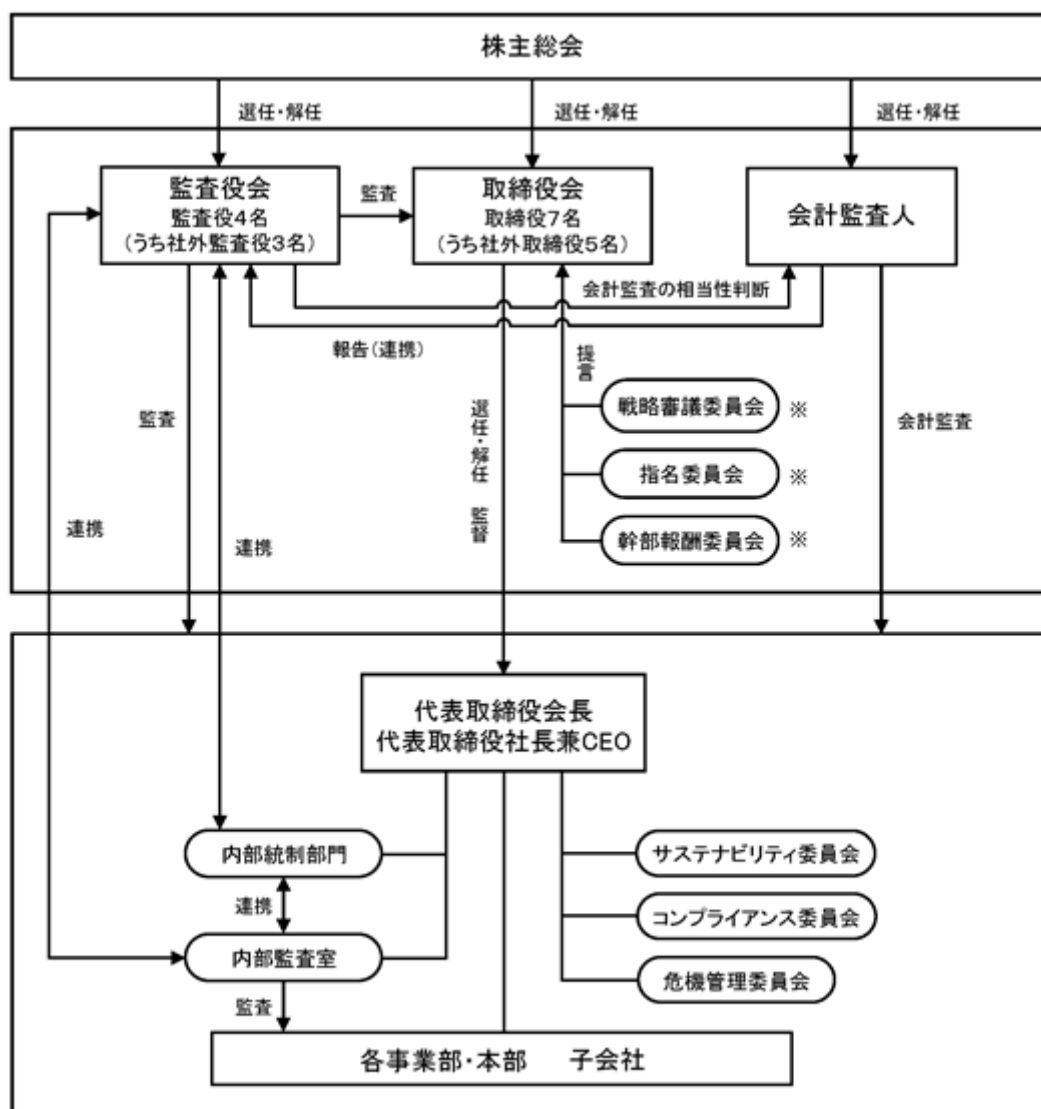 株主総会
選任・解任
選任・解任
選任・解任
監査役会
監査役4名
(うち社外監査役3名)
監査
取締役会
取締役7名
(うち社外取締役5名)
会計監査人
会計監査の相当性判断
報告(連携)
提言
戦略審議委員会 ※
指名委員会 ※
幹部報酬委員会 ※
監査
選任・解任 監督
会計監査
連携
連携
代表取締役会長
代表取締役社長兼CEO
内部統制部門
連携
内部監査室
監査
サステナビリティ委員会
コンプライアンス委員会
危機管理委員会
各事業部・本部 子会社